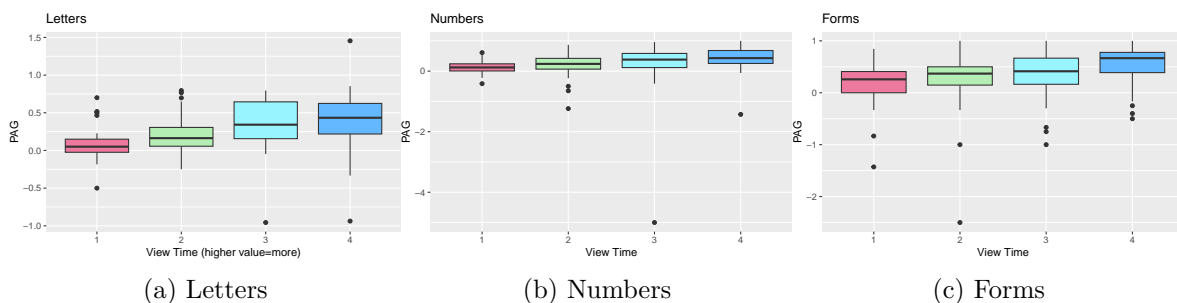 Letters
1.5
1.0
0.5
0.0
−0.5
−1.0
PAG
1 2 3 4
View Time (higher value=more)
(a) Letters
Numbers
0
−2
−4
PAG
1 2 3 4
View Time
(b) Numbers
Forms
1
0
−1
−2
PAG
1 2 3 4
View Time
(c) Forms